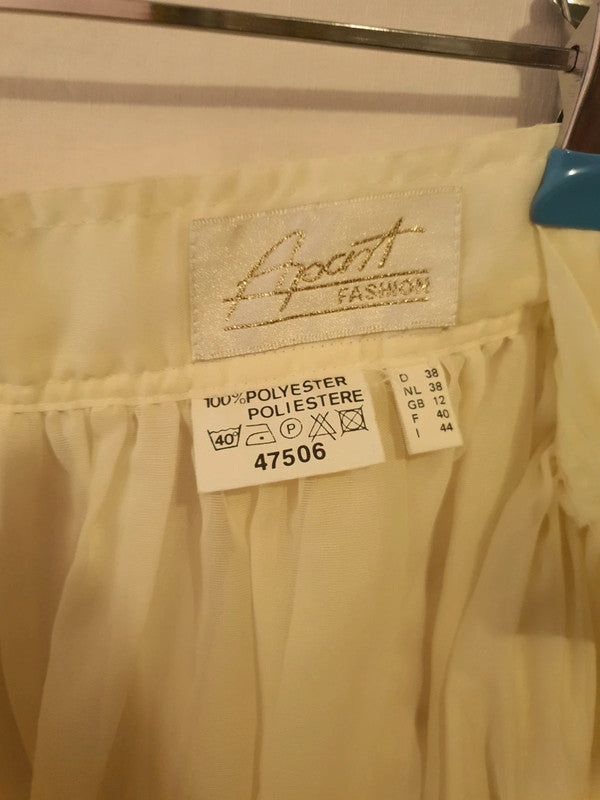 Apart
FASHION
100% POLYESTER
POLIESTERE
40° P
47506
D 38
NL 38
GB 12
F 40
I 44